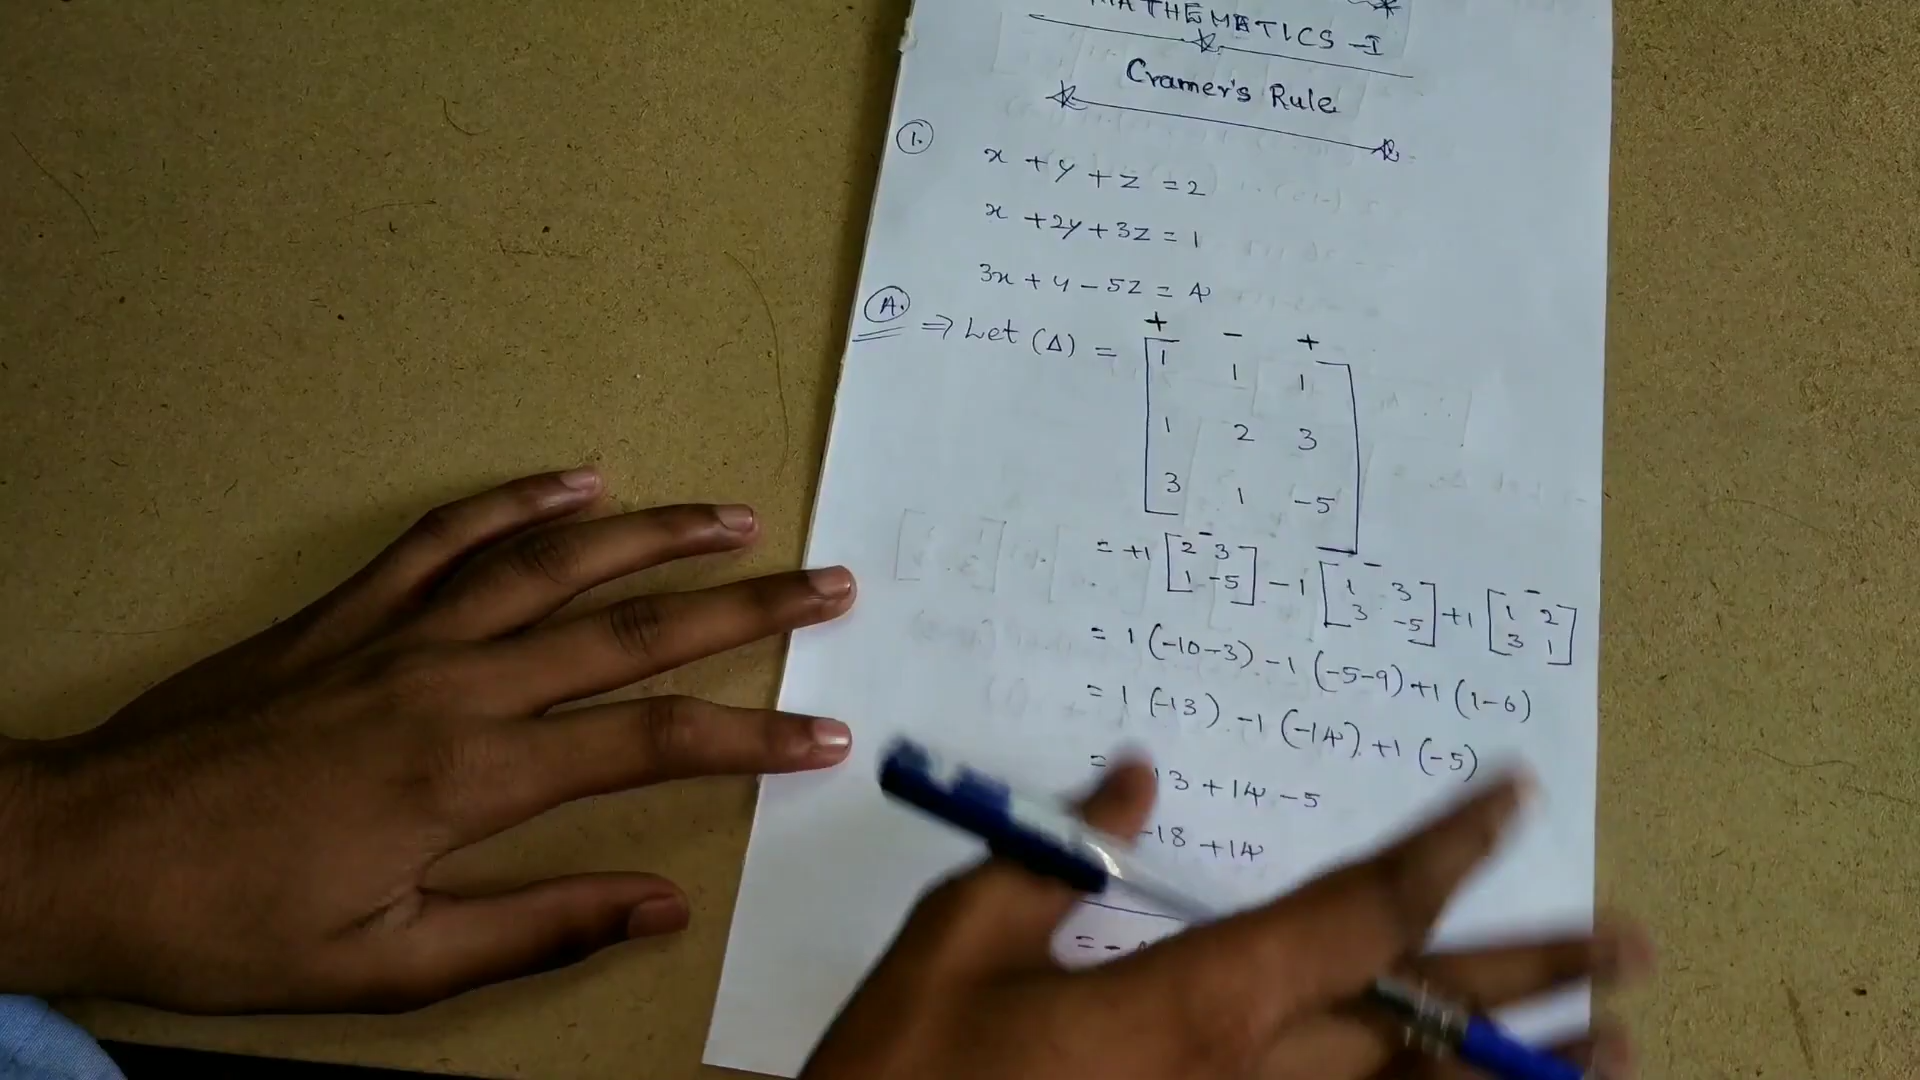 MATHEMATICS -I
Cramer's Rule
1.
x + y + z = 2
x + 2y + 3z = 1
3x + y - 5z = 4
A. ⇒ Let (Δ) =
+ - +
1 1 1
1 2 3
3 1 -5
= +1 [2 3 -1 [1 3 +1 [1 2
1 -5] 3 -5] 3 1]
= 1 (-10-3) -1 (-5-9) +1 (1-6)
= 1 (-13) -1 (-14) +1 (-5)
= 13 + 14 - 5
-18 + 14
= -